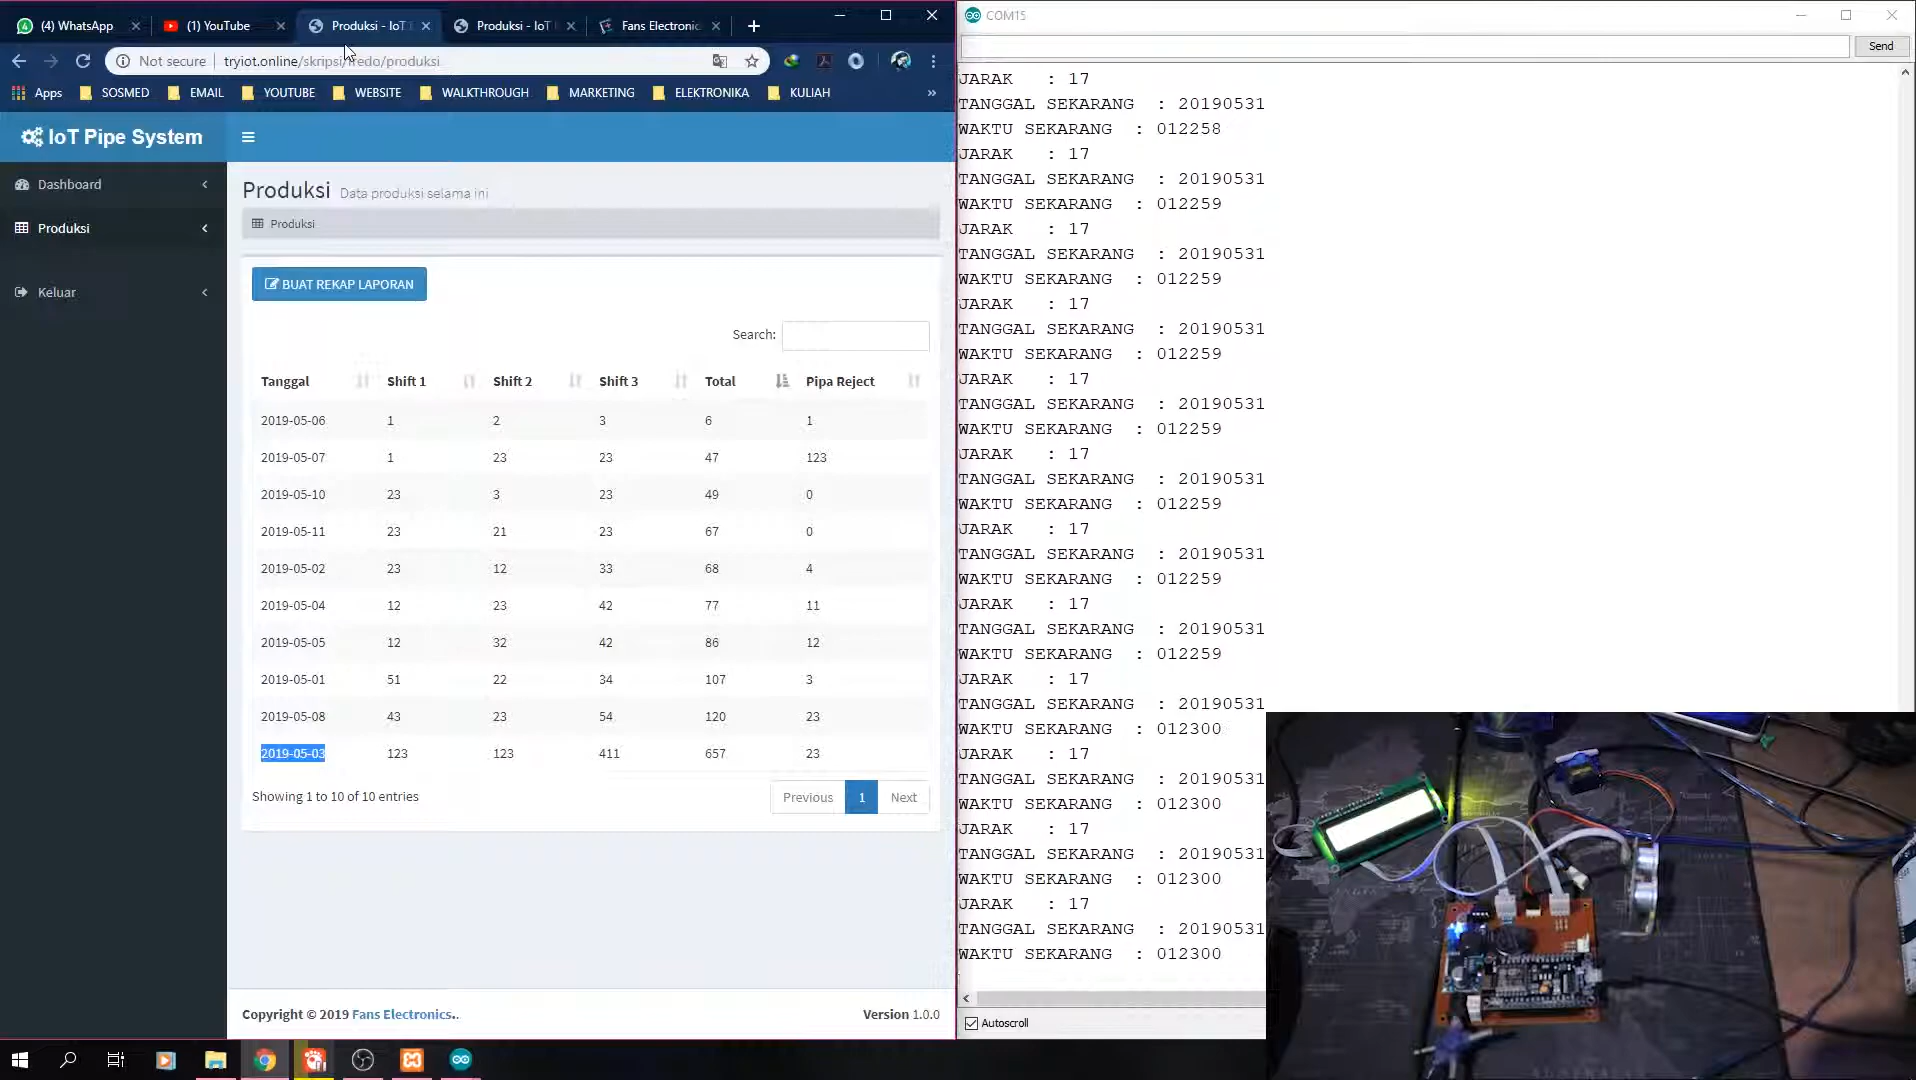 (4) WhatsApp
(1) YouTube
Produksi - IoT
Produksi - IoT
Fans Electronic
Not secure
tryiot.online/skripsi/fredo/produksi
Apps
SOSMED
EMAIL
YOUTUBE
WEBSITE
WALKTHROUGH
MARKETING
ELEKTRONIKA
KULIAH
»
IoT Pipe System
Dashboard
Produksi
Keluar
Produksi Data produksi selama ini
Produksi
BUAT REKAP LAPORAN
Search:
Tanggal Shift 1 Shift 2 Shift 3 Total Pipa Reject
2019-05-06 1 2 3 6 1
2019-05-07 1 23 23 47 123
2019-05-10 23 3 23 49 0
2019-05-11 23 21 23 67 0
2019-05-02 23 12 33 68 4
2019-05-04 12 23 42 77 11
2019-05-05 12 32 42 86 12
2019-05-01 51 22 34 107 3
2019-05-08 43 23 54 120 23
2019-05-03 123 123 411 657 23
Showing 1 to 10 of 10 entries
Previous 1 Next
Copyright © 2019 Fans Electronics..
Version 1.0.0
COM15
Send
JARAK : 17
TANGGAL SEKARANG : 20190531
WAKTU SEKARANG : 012258
JARAK : 17
TANGGAL SEKARANG : 20190531
WAKTU SEKARANG : 012259
JARAK : 17
TANGGAL SEKARANG : 20190531
WAKTU SEKARANG : 012259
JARAK : 17
TANGGAL SEKARANG : 20190531
WAKTU SEKARANG : 012259
JARAK : 17
TANGGAL SEKARANG : 20190531
WAKTU SEKARANG : 012259
JARAK : 17
TANGGAL SEKARANG : 20190531
WAKTU SEKARANG : 012259
JARAK : 17
TANGGAL SEKARANG : 20190531
WAKTU SEKARANG : 012259
JARAK : 17
TANGGAL SEKARANG : 20190531
WAKTU SEKARANG : 012259
JARAK : 17
TANGGAL SEKARANG : 20190531
WAKTU SEKARANG : 012300
JARAK : 17
TANGGAL SEKARANG : 20190531
WAKTU SEKARANG : 012300
JARAK : 17
TANGGAL SEKARANG : 20190531
WAKTU SEKARANG : 012300
JARAK : 17
TANGGAL SEKARANG : 20190531
WAKTU SEKARANG : 012300
Autoscroll